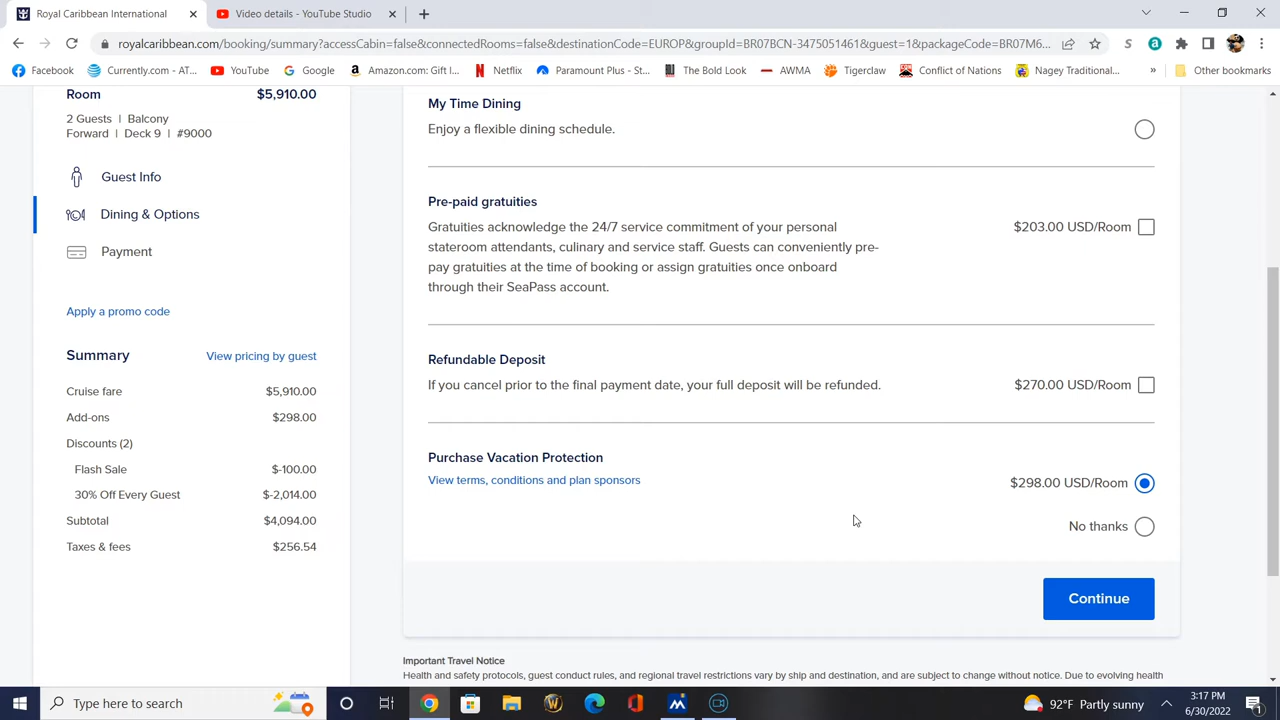 Royal Caribbean International
Video details - YouTube Studio
royalcaribbean.com/booking/summary?accessCabin=false&connectedRooms=false&destinationCode=EUROP&groupId=BR07BCN-3475051461&guest=1&packageCode=BR07M6...
Facebook
Currently.com - AT...
YouTube
Google
Amazon.com: Gift I...
Netflix
Paramount Plus - St...
The Bold Look
AWMA
Tigerclaw
Conflict of Nations
Nagey Traditional...
»
Other bookmarks
Room $5,910.00
2 Guests | Balcony
Forward | Deck 9 | #9000
Guest Info
Dining & Options
Payment
Apply a promo code
Summary View pricing by guest
Cruise fare $5,910.00
Add-ons $298.00
Discounts (2)
Flash Sale $-100.00
30% Off Every Guest $-2,014.00
Subtotal $4,094.00
Taxes & fees $256.54
My Time Dining
Enjoy a flexible dining schedule.
Pre-paid gratuities
Gratuities acknowledge the 24/7 service commitment of your personal
stateroom attendants, culinary and service staff. Guests can conveniently pre-
pay gratuities at the time of booking or assign gratuities once onboard
through their SeaPass account.
$203.00 USD/Room
Refundable Deposit
If you cancel prior to the final payment date, your full deposit will be refunded.
$270.00 USD/Room
Purchase Vacation Protection
View terms, conditions and plan sponsors
$298.00 USD/Room
No thanks
Continue
Important Travel Notice
Health and safety protocols, guest conduct rules, and regional travel restrictions vary by ship and destination, and are subject to change without notice. Due to evolving health
Type here to search
92°F Partly sunny
3:17 PM
6/30/2022